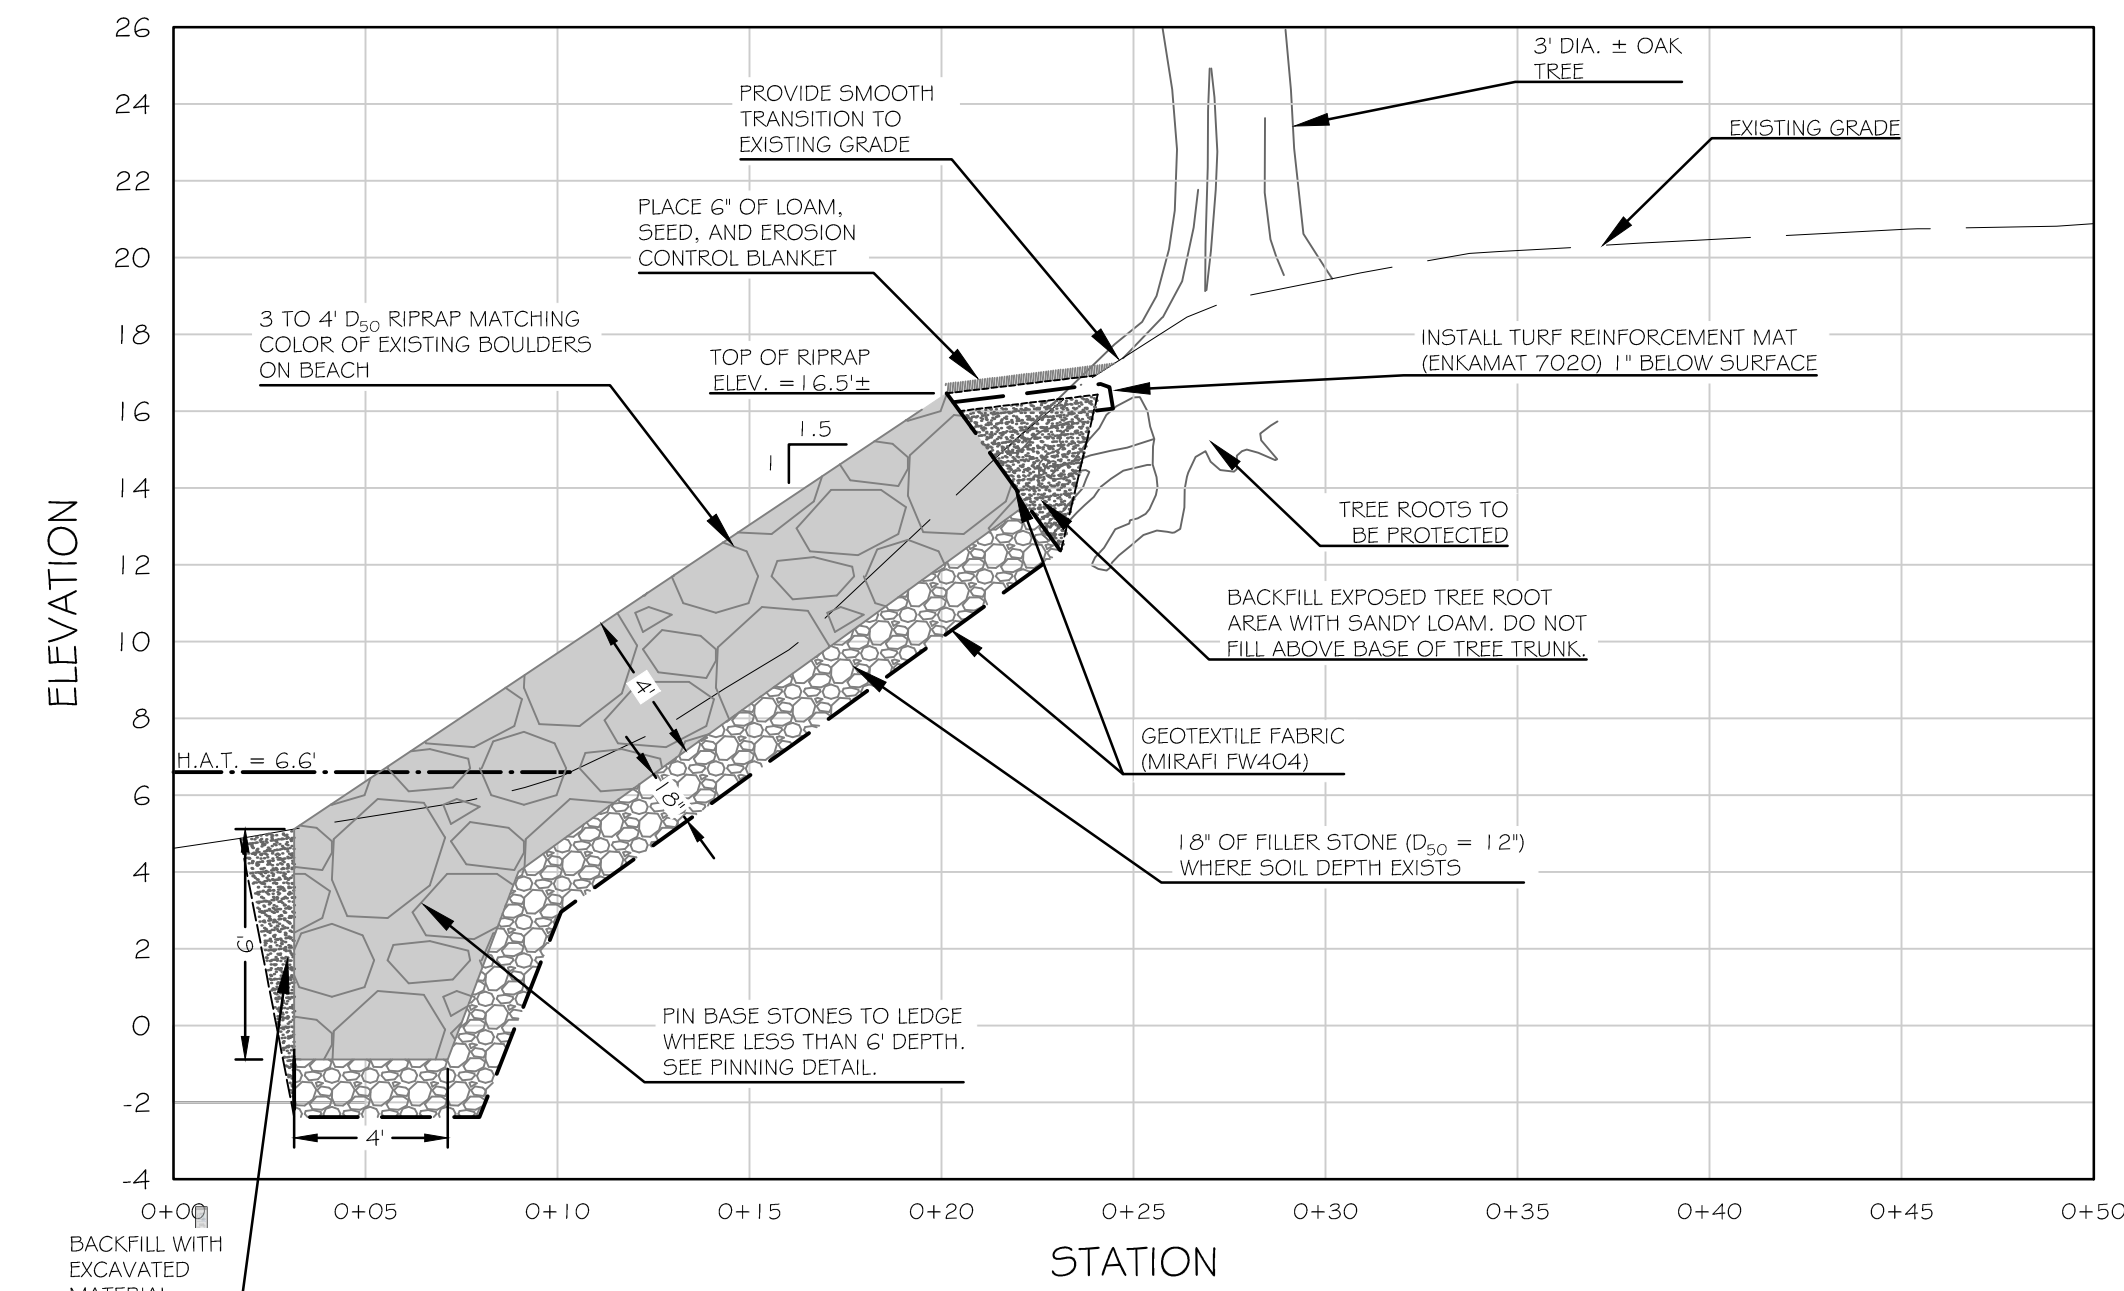 26
24
22
20
18
16
14
12
10
8
6
4
2
0
-2
-4
ELEVATION
3' DIA. ± OAK
TREE
PROVIDE SMOOTH
TRANSITION TO
EXISTING GRADE
EXISTING GRADE
PLACE 6" OF LOAM,
SEED, AND EROSION
CONTROL BLANKET
3 TO 4' D50 RIPRAP MATCHING
COLOR OF EXISTING BOULDERS
ON BEACH
TOP OF RIPRAP
ELEV. =16.5'±
INSTALL TURF REINFORCEMENT MAT
(ENKAMAT 7020) 1" BELOW SURFACE
1.5
1
TREE ROOTS TO
BE PROTECTED
BACKFILL EXPOSED TREE ROOT
AREA WITH SANDY LOAM. DO NOT
FILL ABOVE BASE OF TREE TRUNK.
4'
GEOTEXTILE FABRIC
(MIRAFI FW404)
H.A.T. = 6.6'
18"
18" OF FILLER STONE (D50 = 12")
WHERE SOIL DEPTH EXISTS
6'
PIN BASE STONES TO LEDGE
WHERE LESS THAN 6' DEPTH.
SEE PINNING DETAIL.
4'
0+00
0+05
0+10
0+15
0+20
0+25
0+30
0+35
0+40
0+45
0+50
STATION
BACKFILL WITH
EXCAVATED
MATERIAL